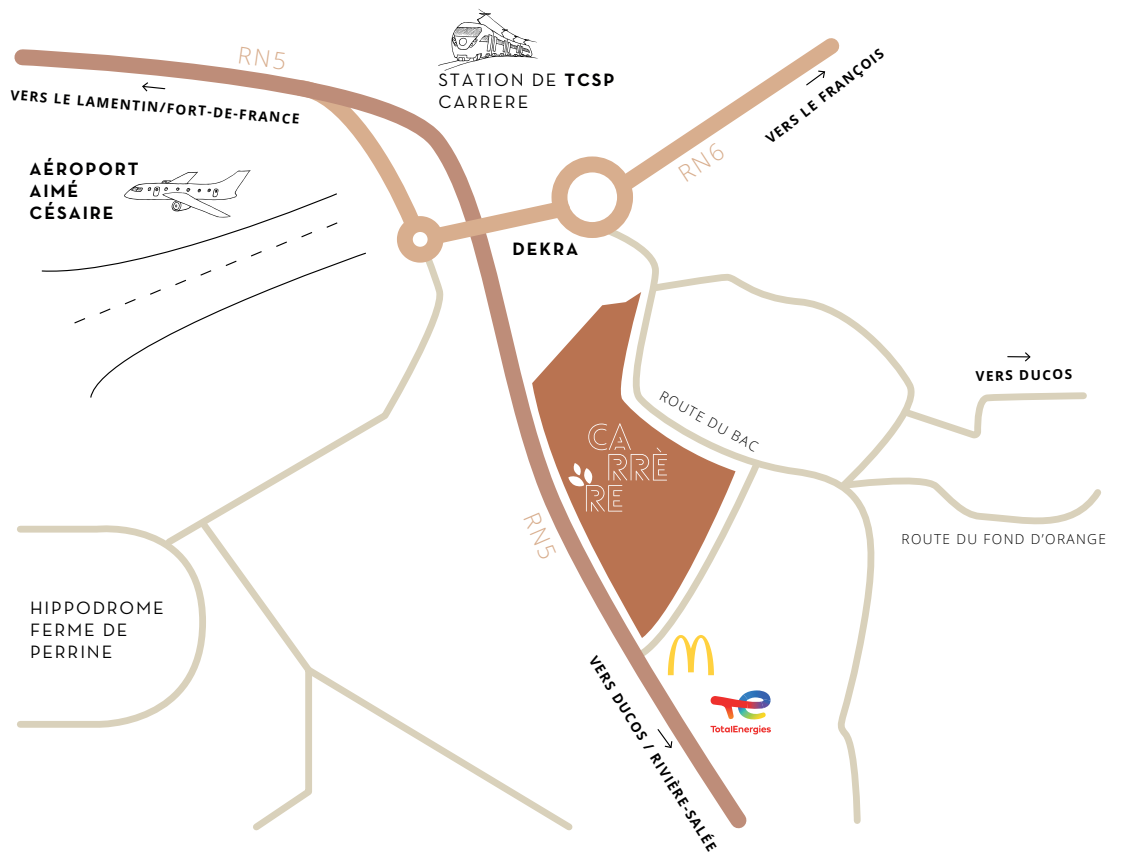 RN5
STATION DE TCSP
CARRERE
VERS LE LAMENTIN/FORT-DE-FRANCE
VERS LE FRANÇOIS
RN6
AÉROPORT
AIMÉ
CÉSAIRE
DEKRA
VERS DUCOS
ROUTE DU BAC
CA
RRÈ
RE
RN5
ROUTE DU FOND D'ORANGE
HIPPODROME
FERME DE
PERRINE
VERS DUCOS / RIVIÈRE-SALÉE
TotalEnergies